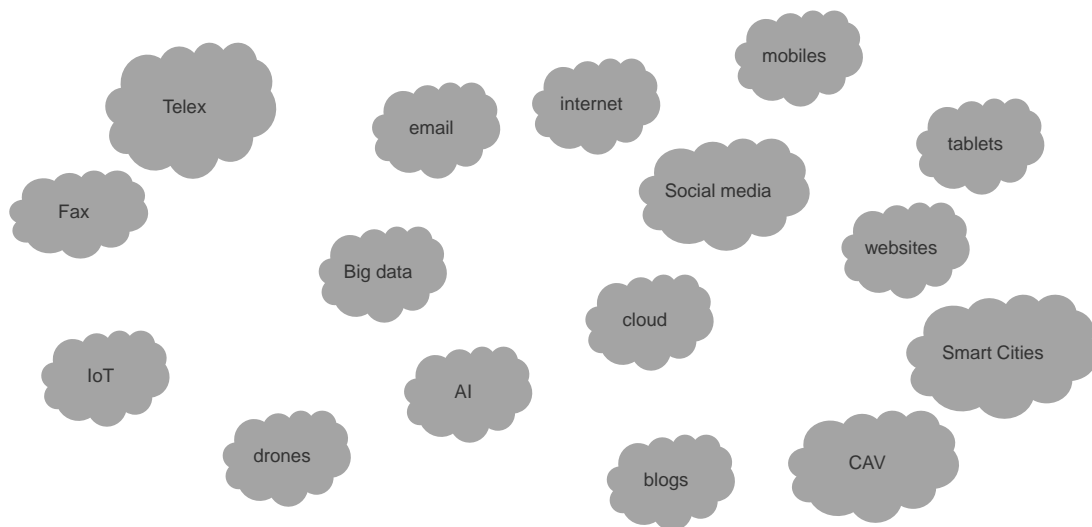 mobiles
Telex
internet
email
tablets
Social media
Fax
websites
Big data
cloud
Smart Cities
IoT
AI
drones
CAV
blogs